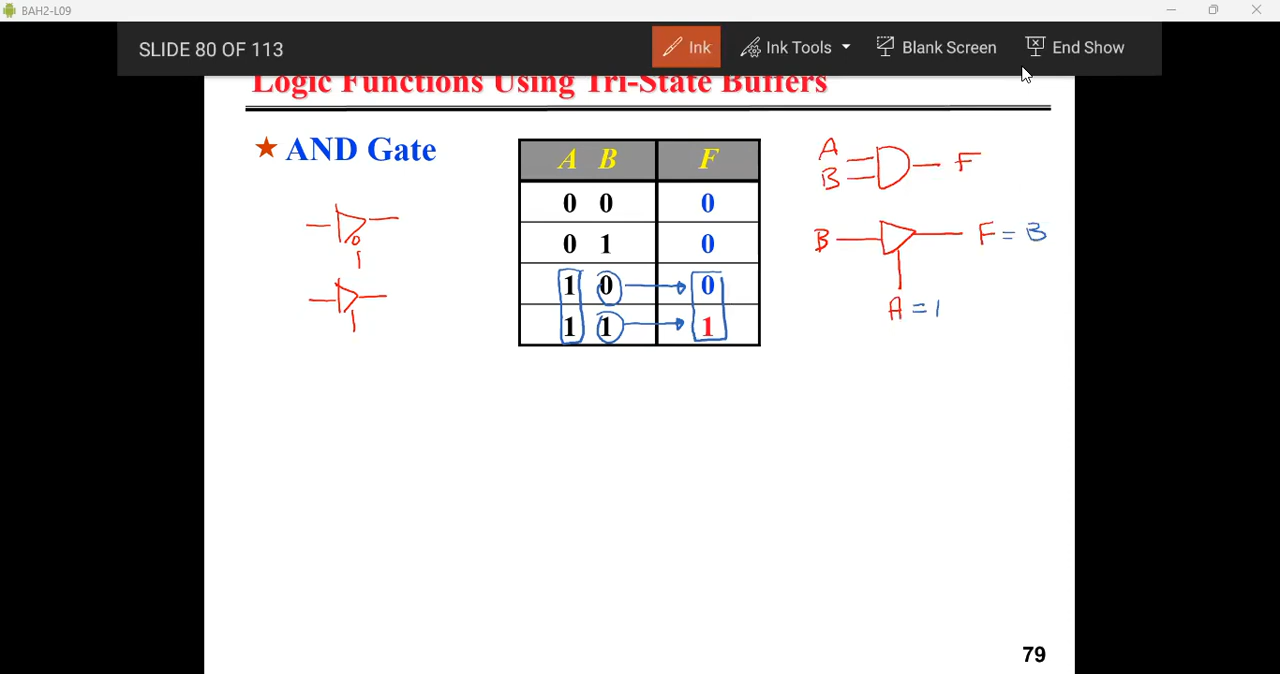 BAH2-L09
SLIDE 80 OF 113
Ink
Ink Tools
Blank Screen
End Show
Logic Functions Using Tri-State Buffers
★ AND Gate
A B F
0 0 0
0 1 0
1 0 0
1 1 1
A
B
F
B
F = B
A = 1
79